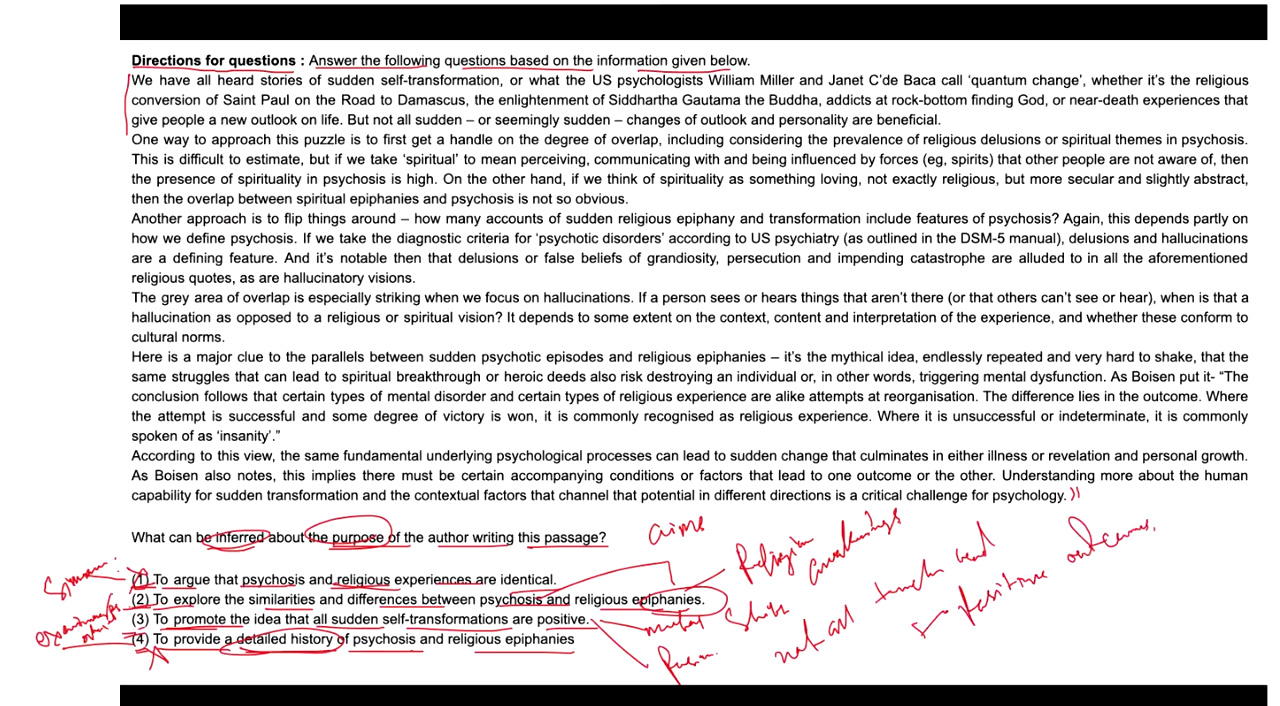 Directions for questions : Answer the following questions based on the information given below.
We have all heard stories of sudden self-transformation, or what the US psychologists William Miller and Janet C'de Baca call 'quantum change', whether it's the religious
conversion of Saint Paul on the Road to Damascus, the enlightenment of Siddhartha Gautama the Buddha, addicts at rock-bottom finding God, or near-death experiences that
give people a new outlook on life. But not all sudden – or seemingly sudden – changes of outlook and personality are beneficial.
One way to approach this puzzle is to first get a handle on the degree of overlap, including considering the prevalence of religious delusions or spiritual themes in psychosis.
This is difficult to estimate, but if we take 'spiritual' to mean perceiving, communicating with and being influenced by forces (eg, spirits) that other people are not aware of, then
the presence of spirituality in psychosis is high. On the other hand, if we think of spirituality as something loving, not exactly religious, but more secular and slightly abstract,
then the overlap between spiritual epiphanies and psychosis is not so obvious.
Another approach is to flip things around – how many accounts of sudden religious epiphany and transformation include features of psychosis? Again, this depends partly on
how we define psychosis. If we take the diagnostic criteria for 'psychotic disorders' according to US psychiatry (as outlined in the DSM-5 manual), delusions and hallucinations
are a defining feature. And it's notable then that delusions or false beliefs of grandiosity, persecution and impending catastrophe are alluded to in all the aforementioned
religious quotes, as are hallucinatory visions.
The grey area of overlap is especially striking when we focus on hallucinations. If a person sees or hears things that aren't there (or that others can't see or hear), when is that a
hallucination as opposed to a religious or spiritual vision? It depends to some extent on the context, content and interpretation of the experience, and whether these conform to
cultural norms.
Here is a major clue to the parallels between sudden psychotic episodes and religious epiphanies – it's the mythical idea, endlessly repeated and very hard to shake, that the
same struggles that can lead to spiritual breakthrough or heroic deeds also risk destroying an individual or, in other words, triggering mental dysfunction. As Boisen put it- "The
conclusion follows that certain types of mental disorder and certain types of religious experience are alike attempts at reorganisation. The difference lies in the outcome. Where
the attempt is successful and some degree of victory is won, it is commonly recognised as religious experience. Where it is unsuccessful or indeterminate, it is commonly
spoken of as 'insanity'."
According to this view, the same fundamental underlying psychological processes can lead to sudden change that culminates in either illness or revelation and personal growth.
As Boisen also notes, this implies there must be certain accompanying conditions or factors that lead to one outcome or the other. Understanding more about the human
capability for sudden transformation and the contextual factors that channel that potential in different directions is a critical challenge for psychology.
What can be inferred about the purpose of the author writing this passage?
aims
(1) To argue that psychosis and religious experiences are identical.
(2) To explore the similarities and differences between psychosis and religious epiphanies.
(3) To promote the idea that all sudden self-transformations are positive.
(4) To provide a detailed history of psychosis and religious epiphanies
awakenings
not all
positive outcomes.